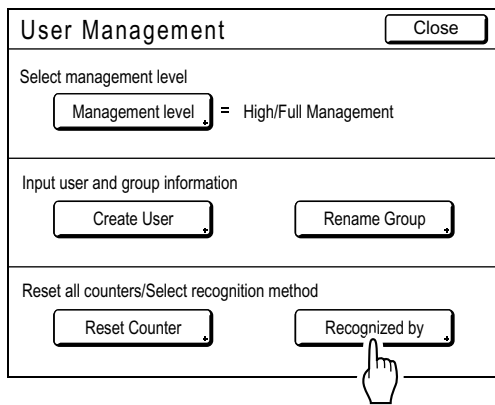 User Management Close
Select management level
Management level = High/Full Management
Input user and group information
Create User Rename Group
Reset all counters/Select recognition method
Reset Counter Recognized by